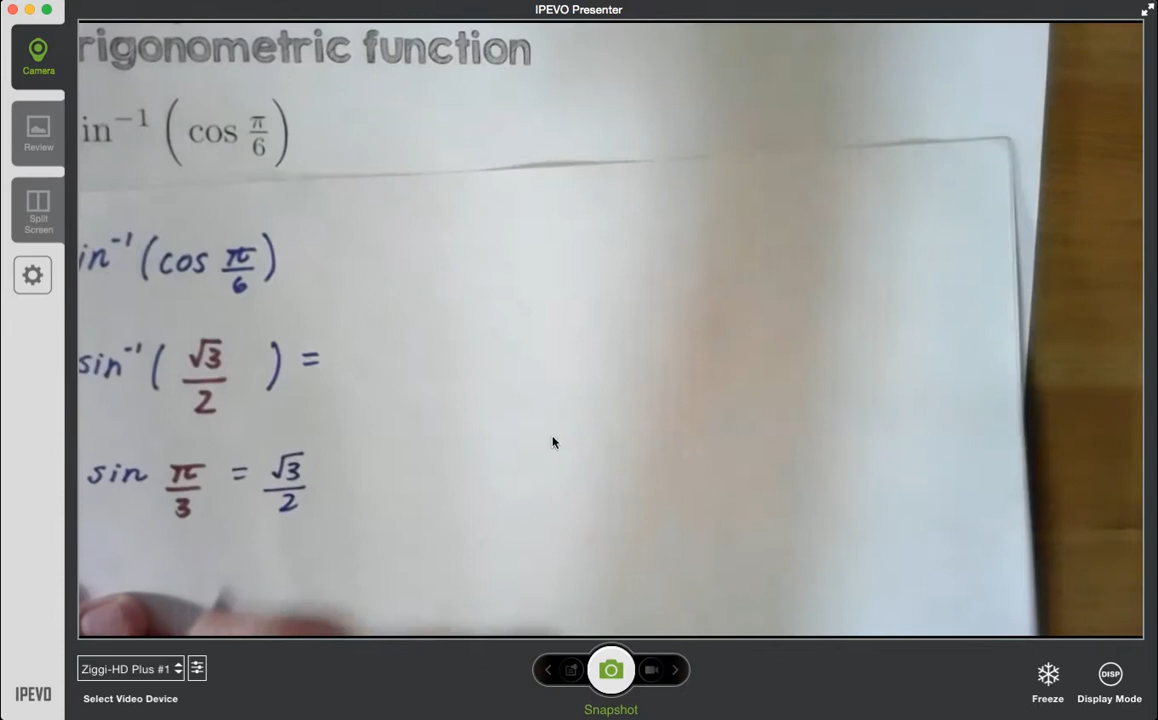 IPEVO Presenter
Camera
Review
Split
Screen
rigonometric function
in⁻¹ (cos π/6)
in⁻¹ (cos π/6)
sin⁻¹ ( √3/2 ) =
sin π/3 = √3/2
Ziggi-HD Plus #1
Select Video Device
IPEVO
Snapshot
Freeze
DISP
Display Mode